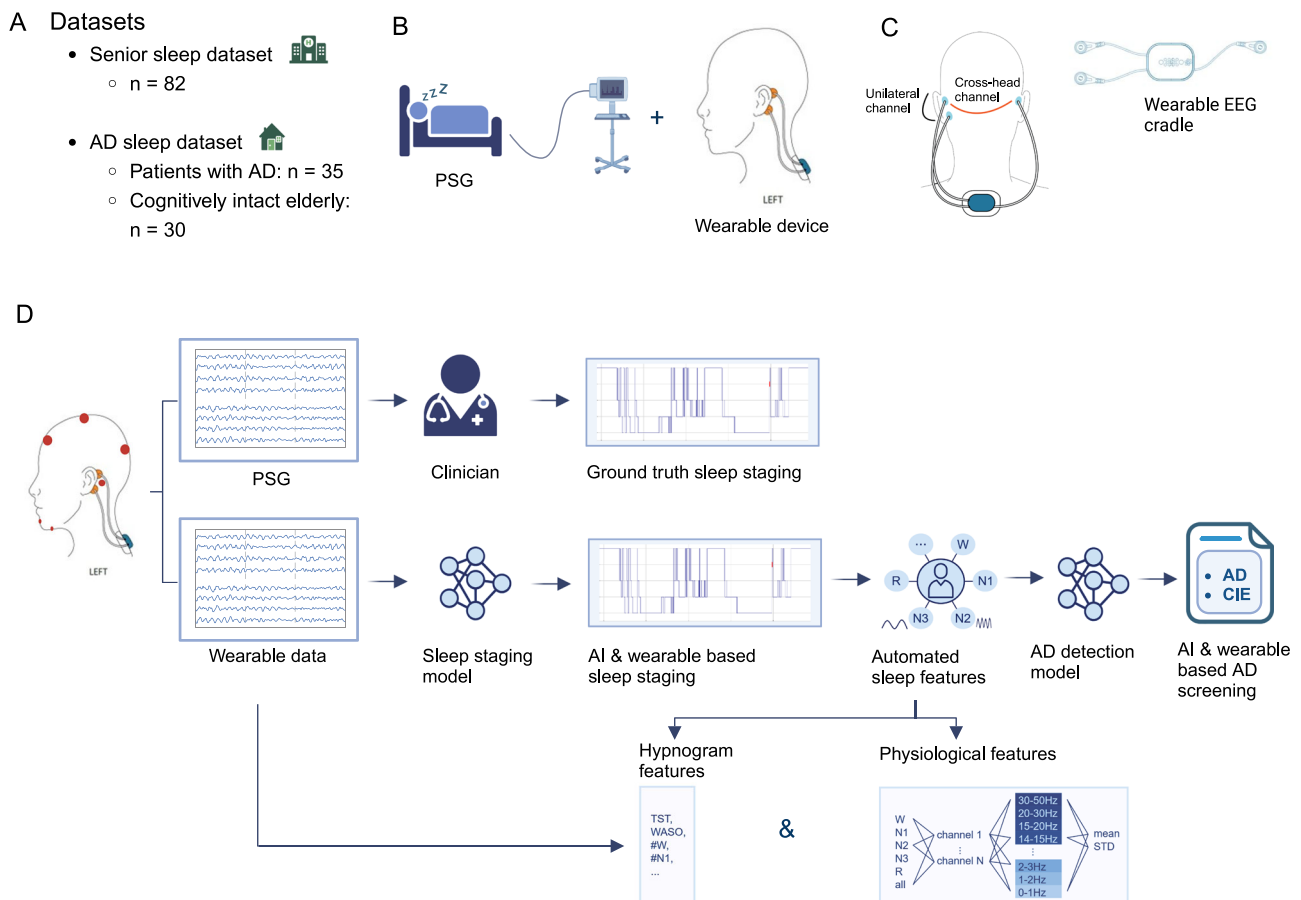 A
Datasets
• Senior sleep dataset
H
○ n = 82
• AD sleep dataset
○ Patients with AD: n = 35
○ Cognitively intact elderly:
n = 30
B
zzz
PSG
+
LEFT
Wearable device
C
Unilateral
channel
Cross-head
channel
Wearable EEG
cradle
D
LEFT
PSG
Clinician
Ground truth sleep staging
Wearable data
Sleep staging
model
AI & wearable based
sleep staging
...
W
R
N1
N3
N2
Automated
sleep features
AD detection
model
• AD
• CIE
AI & wearable
based AD
screening
Hypnogram
features
TST,
WASO,
#W,
#N1,
...
&
Physiological features
W
N1
N2
N3
R
all
channel 1
⋮
channel N
30-50Hz
20-30Hz
15-20Hz
14-15Hz
⋮
2-3Hz
1-2Hz
0-1Hz
mean
STD